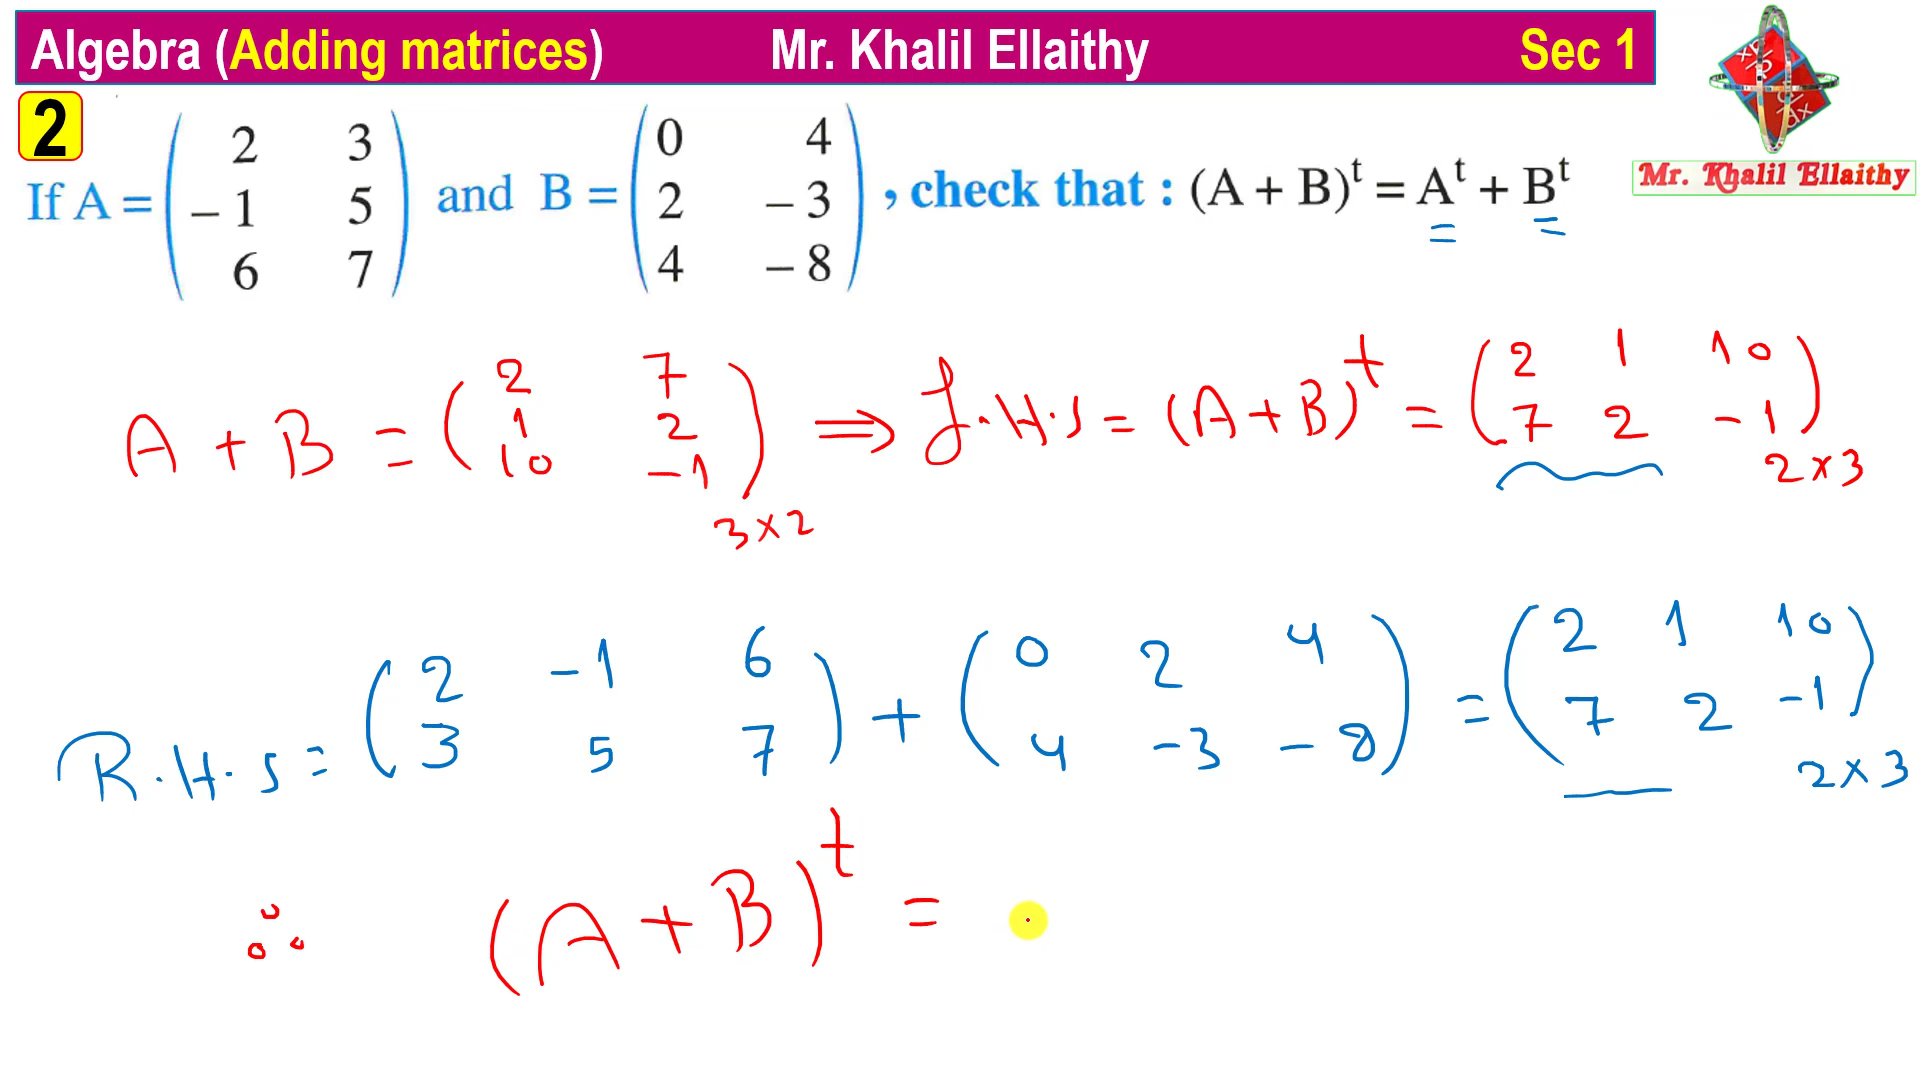 Algebra (Adding matrices) Mr. Khalil Ellaithy Sec 1
Mr. Khalil Ellaithy
2
If A = ( 2 3
– 1 5
6 7 ) and B = ( 0 4
2 – 3
4 – 8 ) , check that : (A + B)ᵗ = Aᵗ + Bᵗ
A + B = ( 2 7
1 2
10 -1 ) 3×2 ⟹ L.H.S = (A+B)ᵗ = ( 2 1 10
7 2 -1 ) 2×3
R.H.S = ( 2 -1 6
3 5 7 ) + ( 0 2 4
4 -3 -8 ) = ( 2 1 10
7 2 -1 ) 2×3
∴ (A+B)ᵗ =